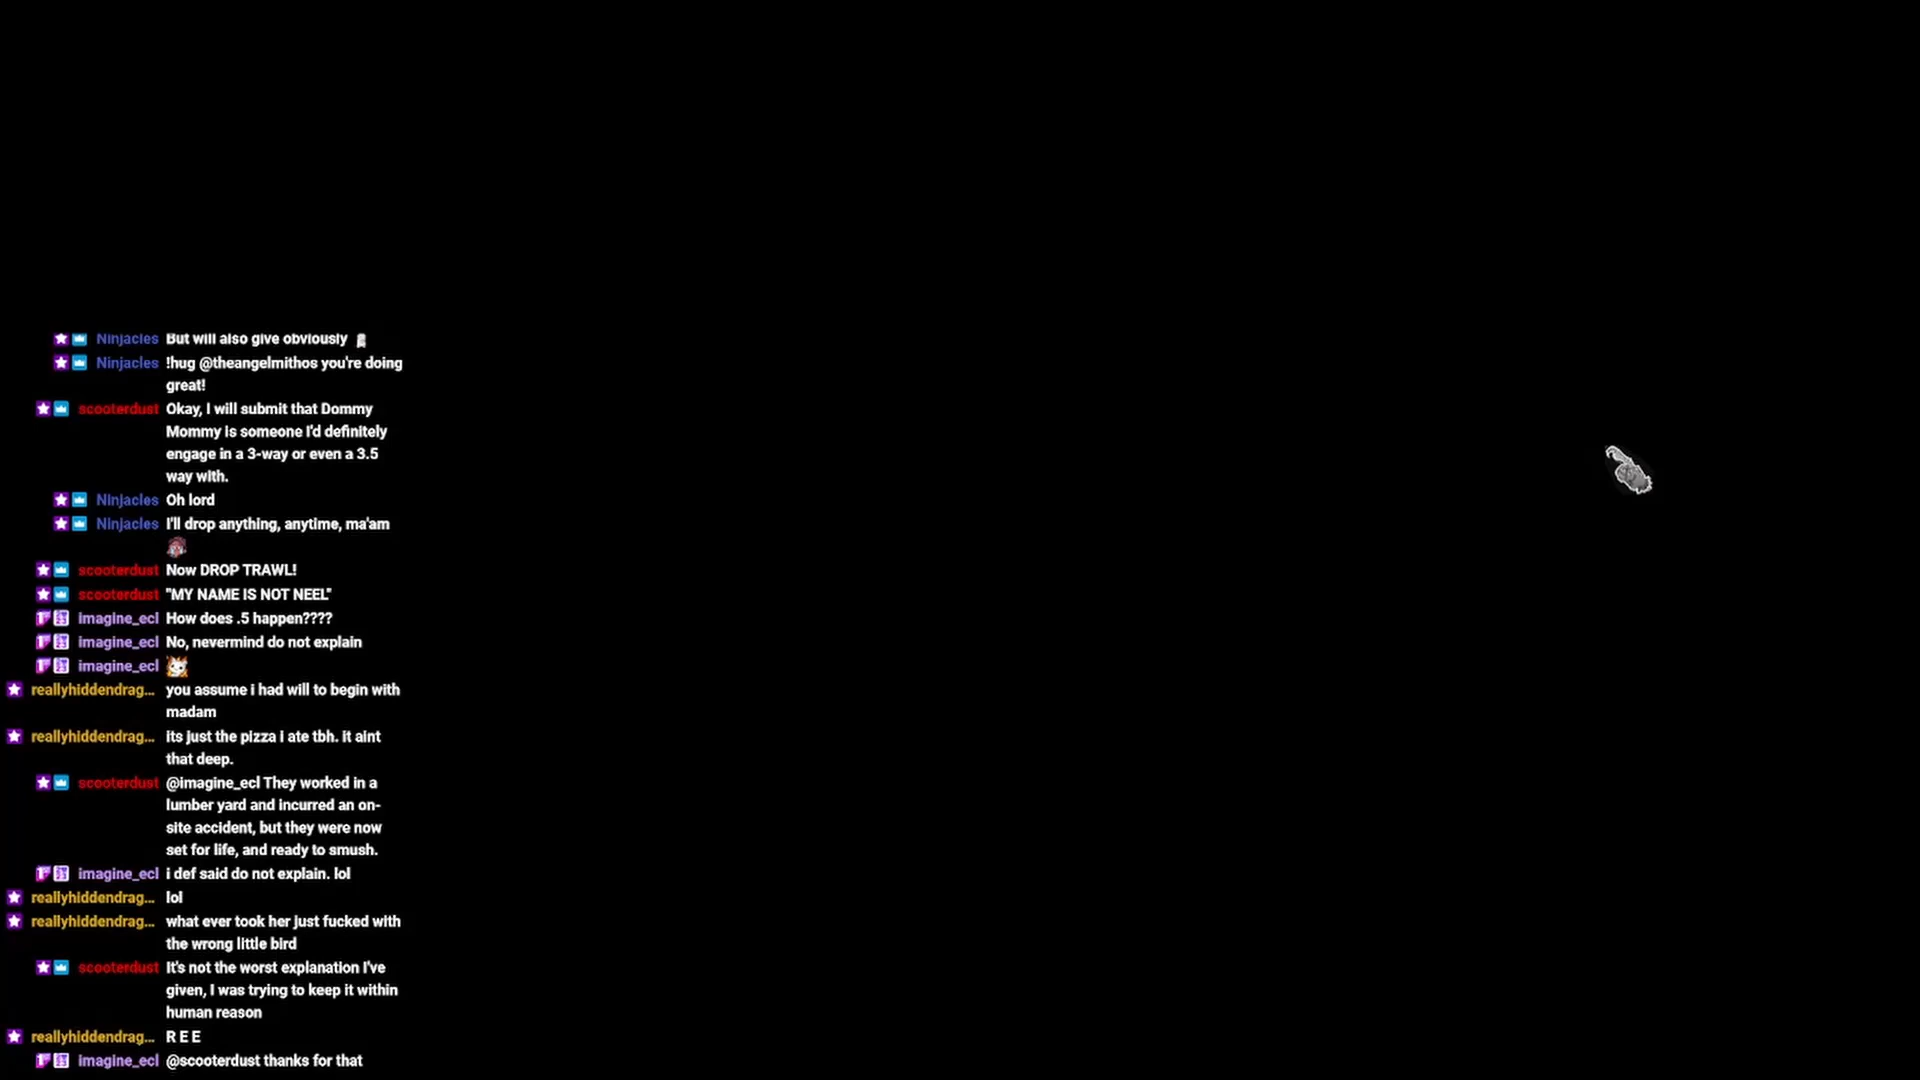 Ninjacles But will also give obviously
Ninjacles !hug @theangelmithos you're doing
great!
scooterdust Okay, I will submit that Dommy
Mommy is someone I'd definitely
engage in a 3-way or even a 3.5
way with.
Ninjacles Oh lord
Ninjacles I'll drop anything, anytime, ma'am
scooterdust Now DROP TRAWL!
scooterdust "MY NAME IS NOT NEEL"
imagine_ecl How does .5 happen????
imagine_ecl No, nevermind do not explain
imagine_ecl
reallyhiddendrag... you assume i had will to begin with
madam
reallyhiddendrag... its just the pizza i ate tbh. it aint
that deep.
scooterdust @imagine_ecl They worked in a
lumber yard and incurred an on-
site accident, but they were now
set for life, and ready to smush.
imagine_ecl i def said do not explain. lol
reallyhiddendrag... lol
reallyhiddendrag... what ever took her just fucked with
the wrong little bird
scooterdust It's not the worst explanation I've
given, I was trying to keep it within
human reason
reallyhiddendrag... R E E
imagine_ecl @scooterdust thanks for that